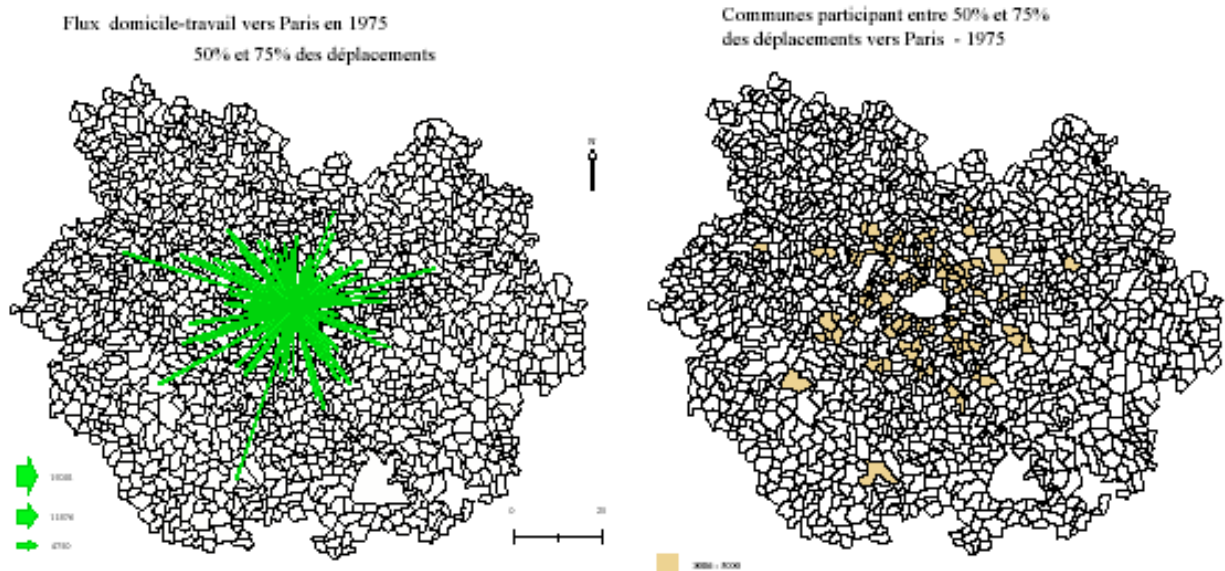 Flux domicile-travail vers Paris en 1975
50% et 75% des déplacements
Communes participant entre 50% et 75%
des déplacements vers Paris - 1975
N
0 20